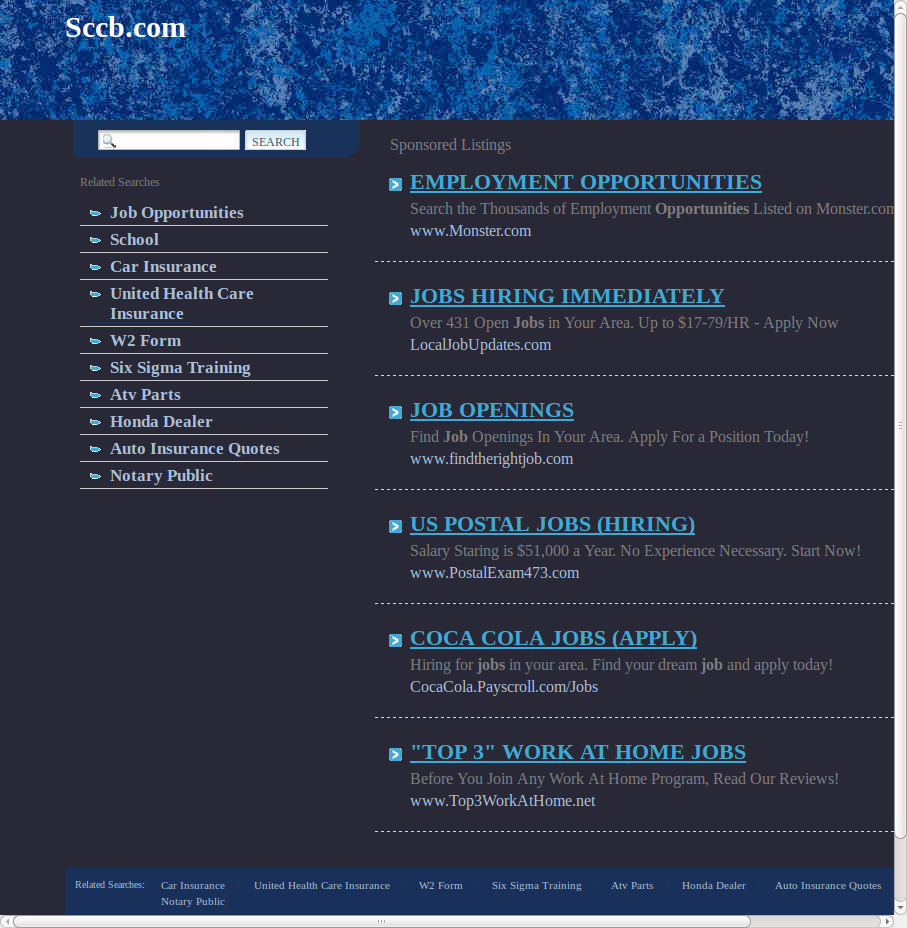 Sccb.com
SEARCH
Related Searches
Job Opportunities
School
Car Insurance
United Health Care
Insurance
W2 Form
Six Sigma Training
Atv Parts
Honda Dealer
Auto Insurance Quotes
Notary Public
Sponsored Listings
EMPLOYMENT OPPORTUNITIES
Search the Thousands of Employment Opportunities Listed on Monster.com
www.Monster.com
JOBS HIRING IMMEDIATELY
Over 431 Open Jobs in Your Area. Up to $17-79/HR - Apply Now
LocalJobUpdates.com
JOB OPENINGS
Find Job Openings In Your Area. Apply For a Position Today!
www.findtherightjob.com
US POSTAL JOBS (HIRING)
Salary Staring is $51,000 a Year. No Experience Necessary. Start Now!
www.PostalExam473.com
COCA COLA JOBS (APPLY)
Hiring for jobs in your area. Find your dream job and apply today!
CocaCola.Payscroll.com/Jobs
"TOP 3" WORK AT HOME JOBS
Before You Join Any Work At Home Program, Read Our Reviews!
www.Top3WorkAtHome.net
Related Searches: Car Insurance United Health Care Insurance W2 Form Six Sigma Training Atv Parts Honda Dealer Auto Insurance Quotes
Notary Public